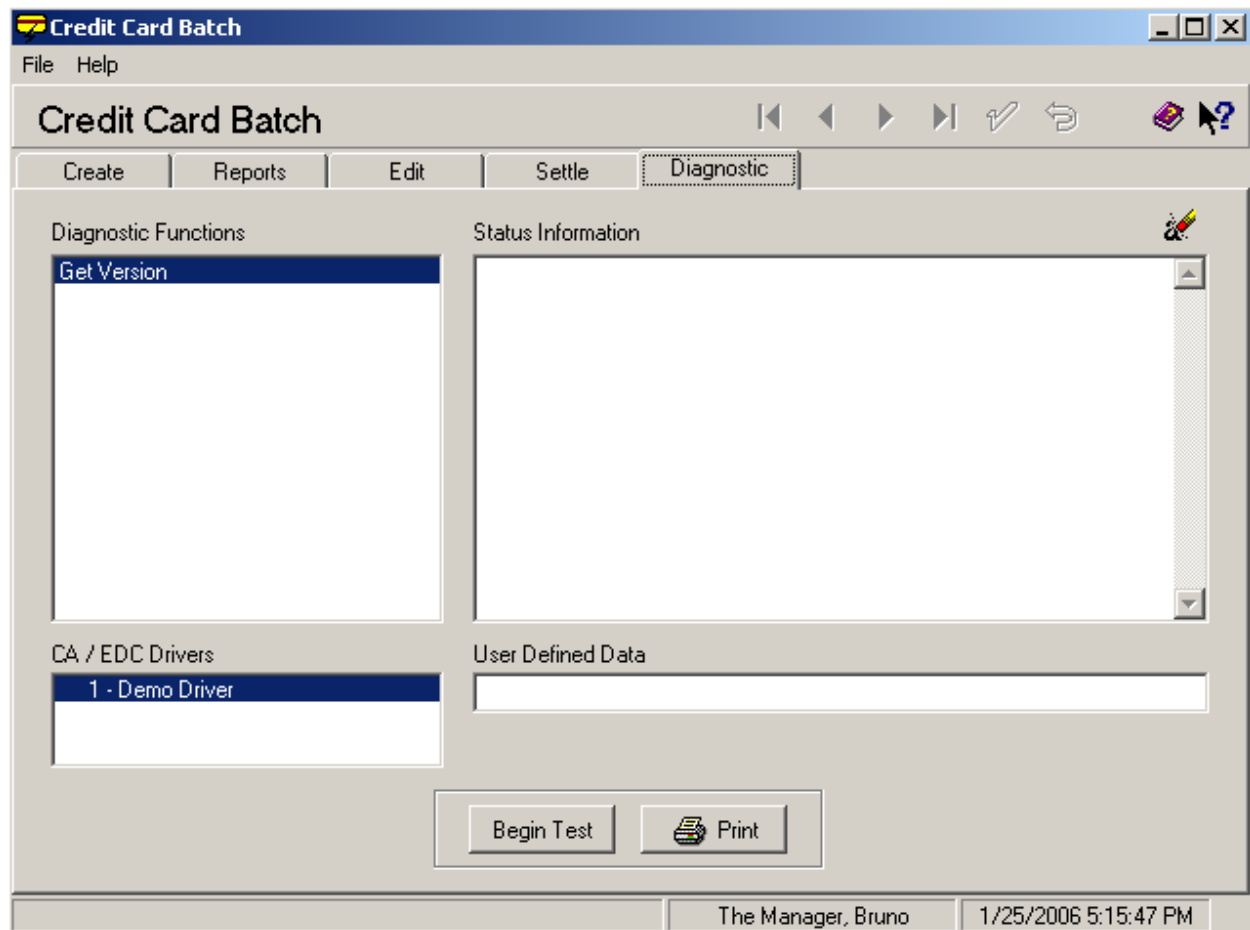 Credit Card Batch
File Help
Credit Card Batch
Create Reports Edit Settle Diagnostic
Diagnostic Functions Status Information
Get Version
CA / EDC Drivers User Defined Data
1 - Demo Driver
Begin Test Print
The Manager, Bruno 1/25/2006 5:15:47 PM